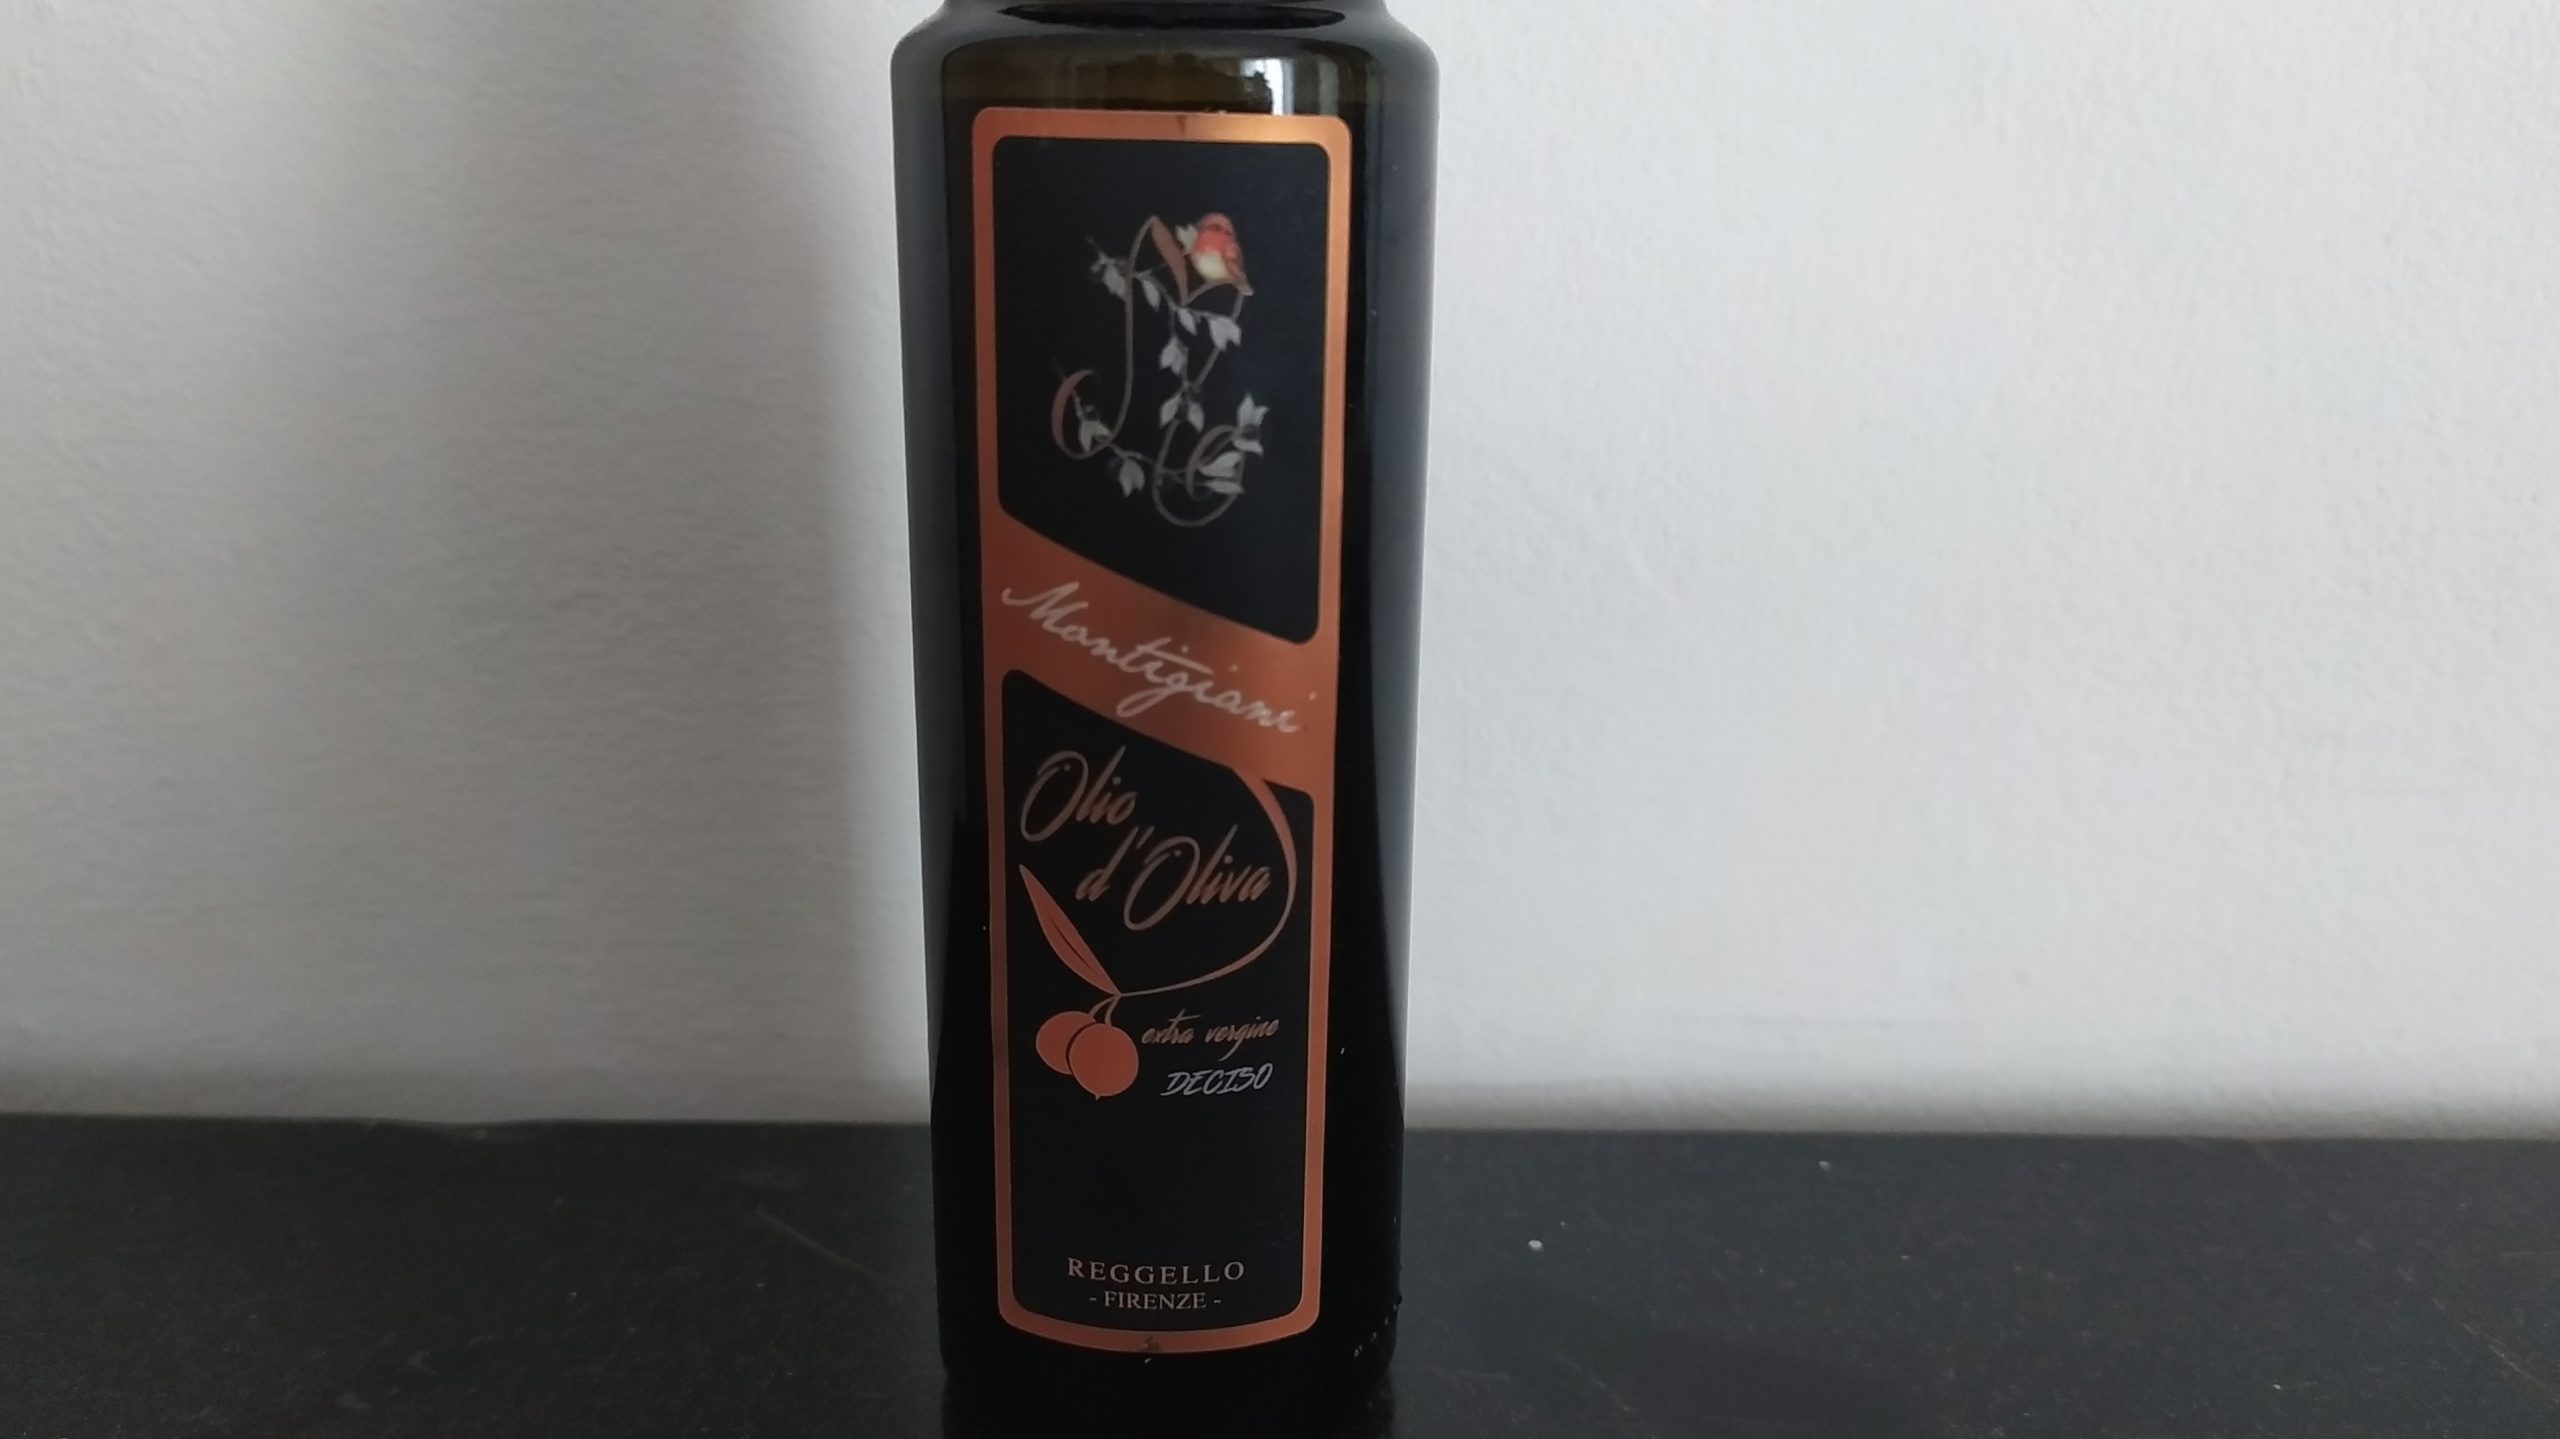 Montigiani
Olio
d'Oliva
extra vergine
DECISO
REGGELLO
- FIRENZE -